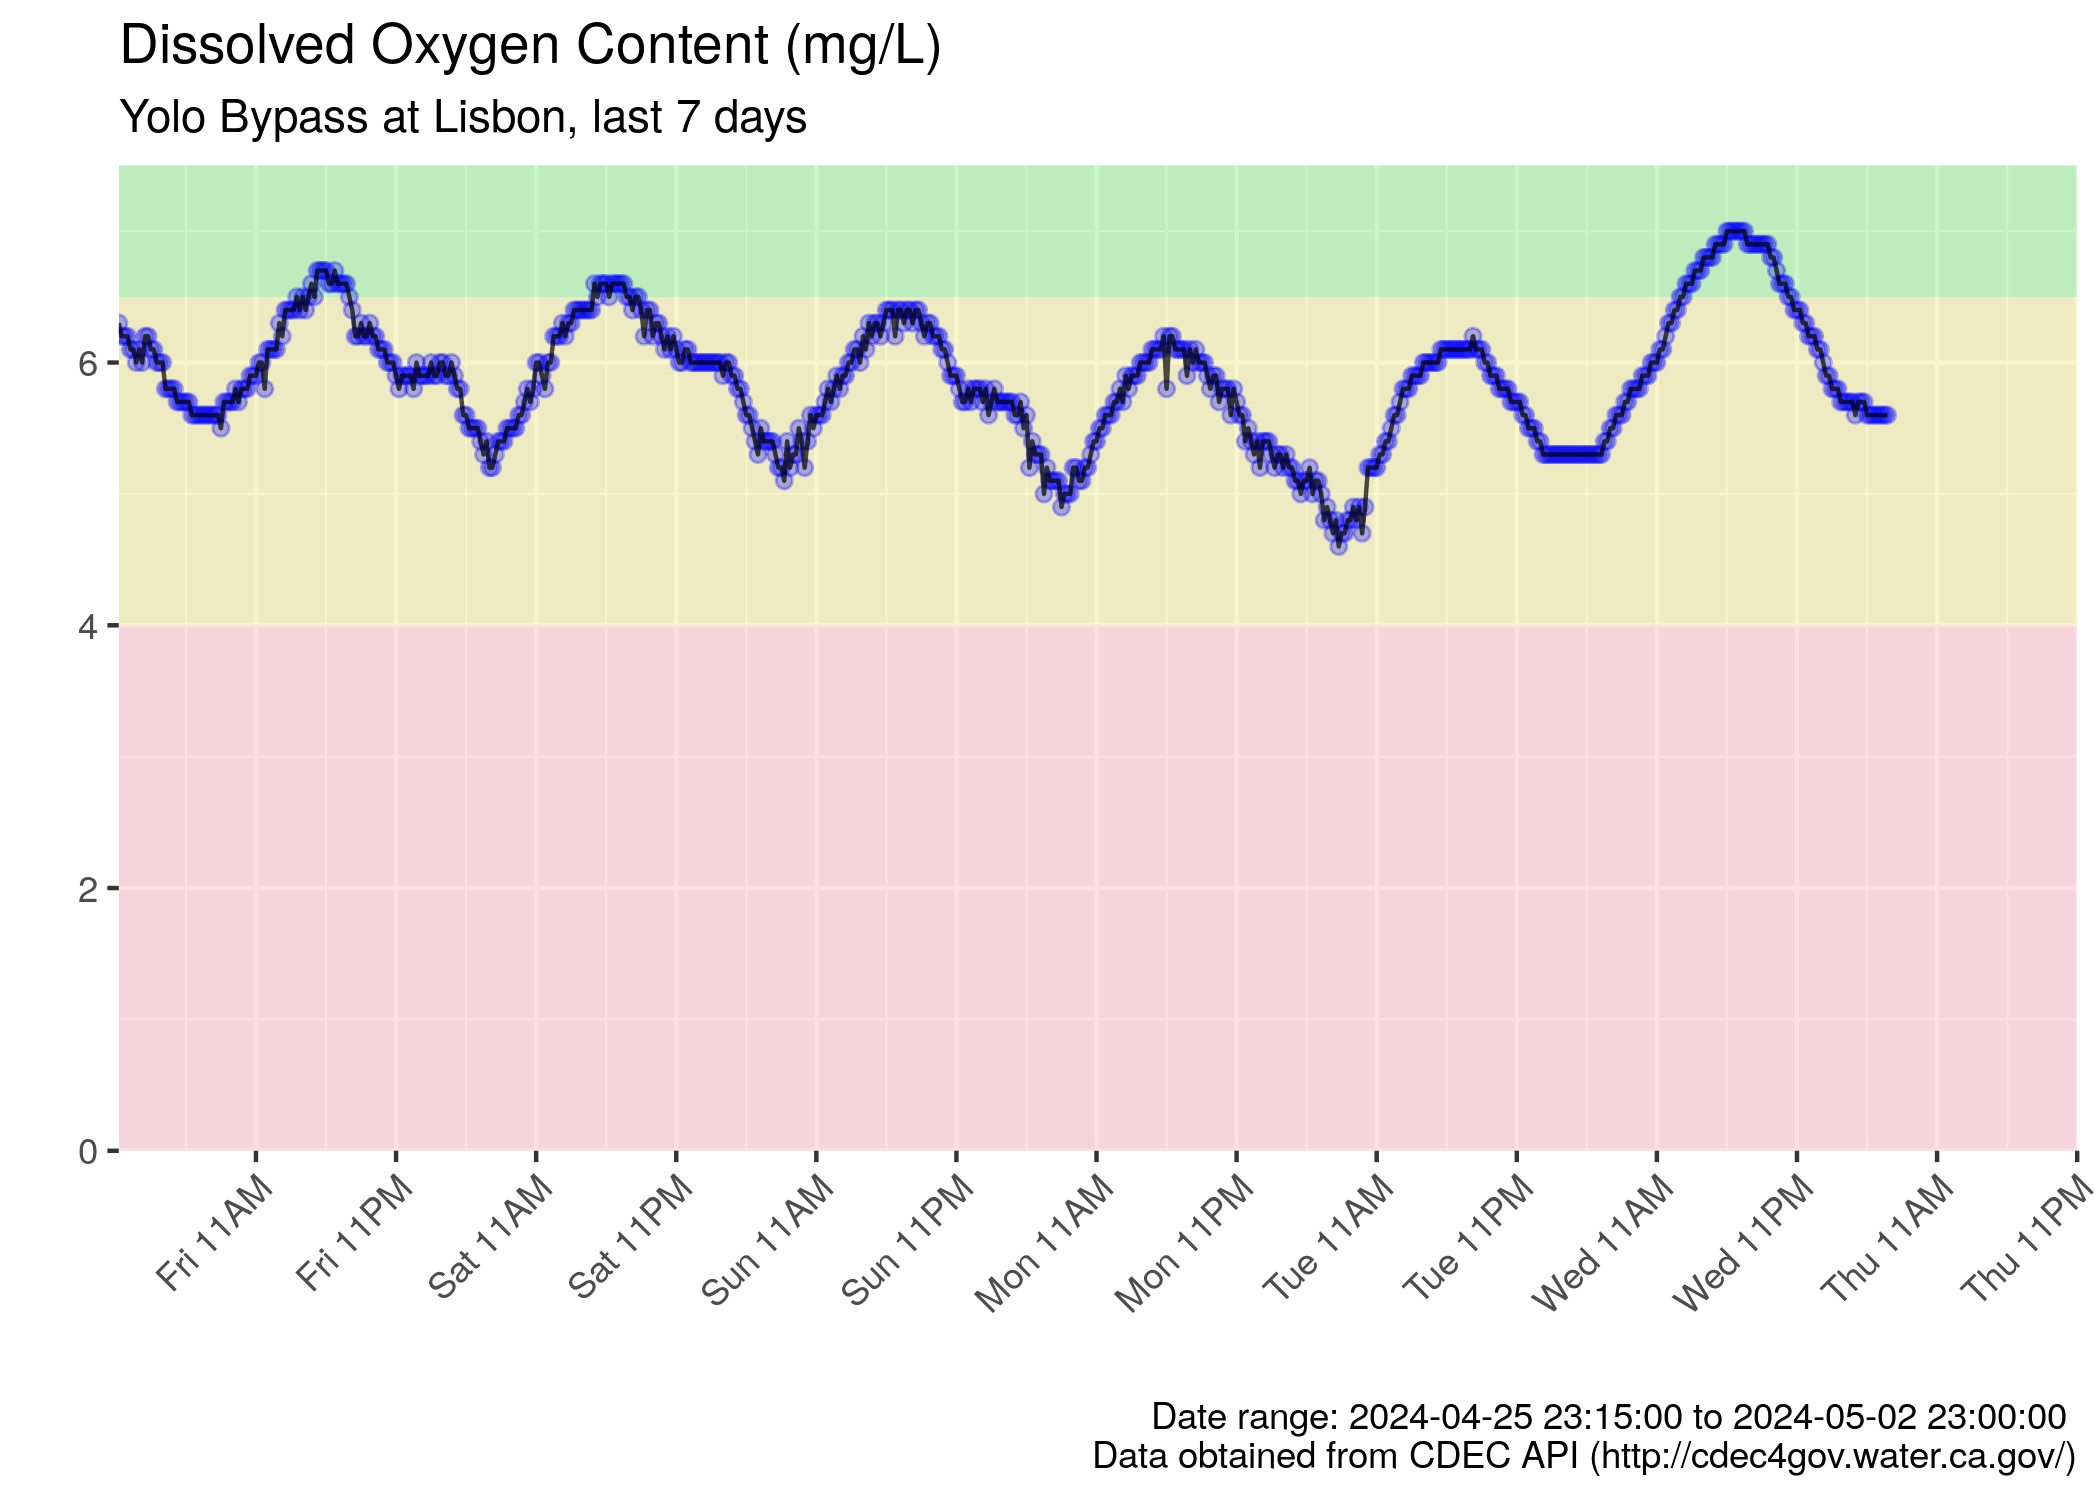 Dissolved Oxygen Content (mg/L)
Yolo Bypass at Lisbon, last 7 days
6
4
2
0
Fri 11AM
Fri 11PM
Sat 11AM
Sat 11PM
Sun 11AM
Sun 11PM
Mon 11AM
Mon 11PM
Tue 11AM
Tue 11PM
Wed 11AM
Wed 11PM
Thu 11AM
Thu 11PM
Date range: 2024-04-25 23:15:00 to 2024-05-02 23:00:00
Data obtained from CDEC API (http://cdec4gov.water.ca.gov/)